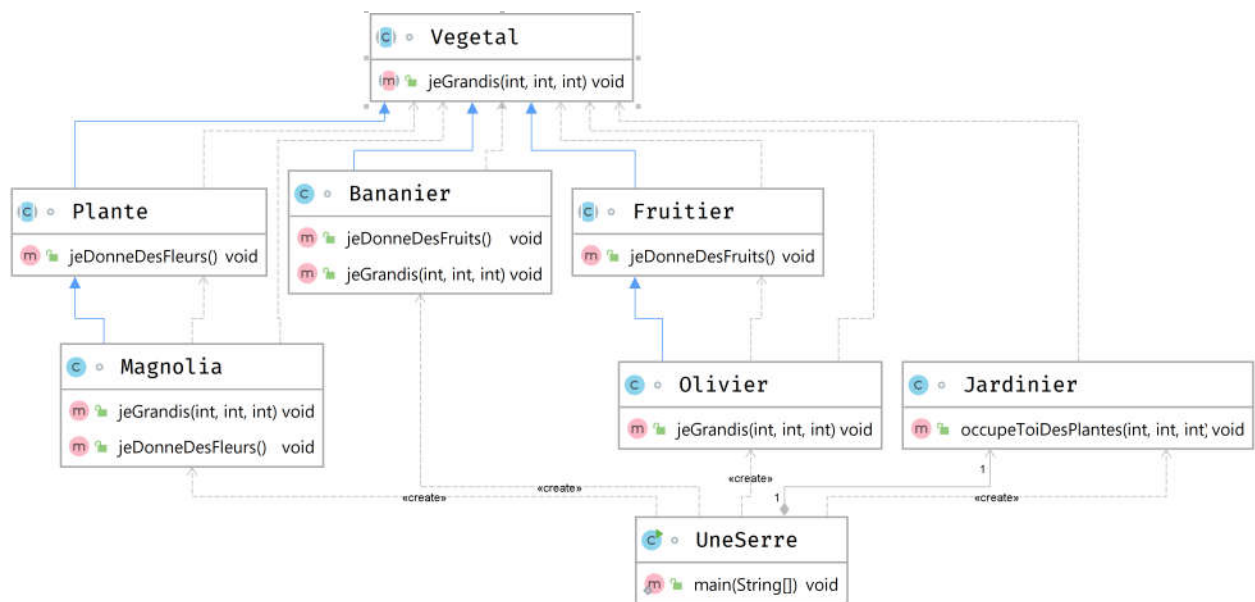 Vegetal
jeGrandis(int, int, int) void
Plante
jeDonneDesFleurs() void
Bananier
jeDonneDesFruits() void
jeGrandis(int, int, int) void
Fruitier
jeDonneDesFruits() void
Magnolia
jeGrandis(int, int, int) void
jeDonneDesFleurs() void
Olivier
jeGrandis(int, int, int) void
Jardinier
occupeToiDesPlantes(int, int, int) void
«create»
«create»
«create»
1
1
«create»
UneSerre
main(String[]) void